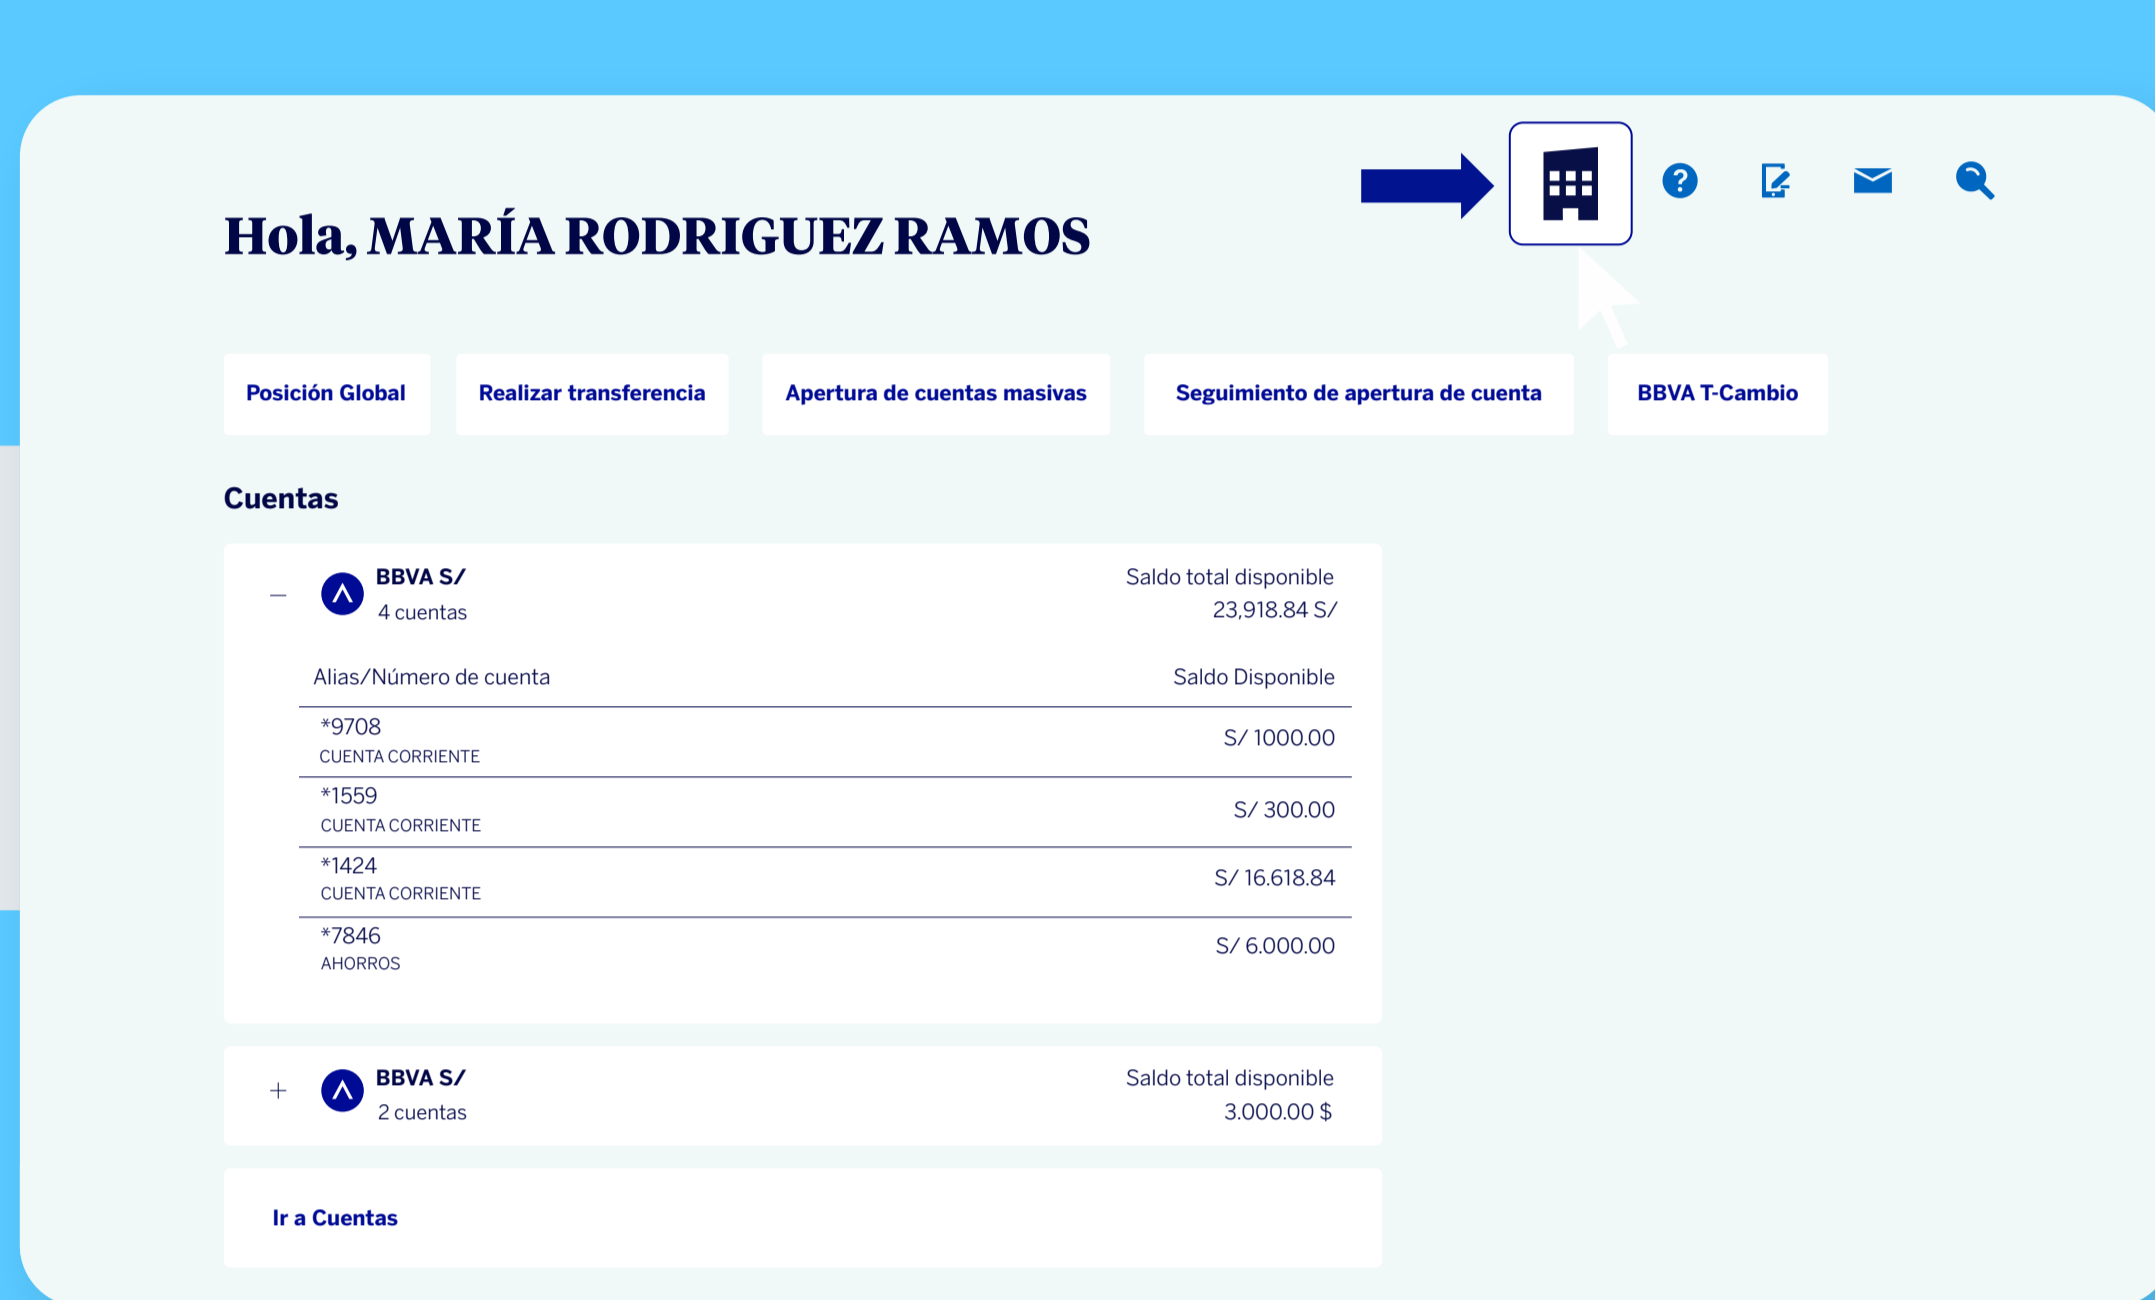 Hola, MARÍA RODRIGUEZ RAMOS
Posición Global
Realizar transferencia
Apertura de cuentas masivas
Seguimiento de apertura de cuenta
BBVA T-Cambio
Cuentas
BBVA S/
Saldo total disponible
4 cuentas
23,918.84 S/
Alias/Número de cuenta
Saldo Disponible
*9708
CUENTA CORRIENTE
S/ 1000.00
*1559
CUENTA CORRIENTE
S/ 300.00
*1424
CUENTA CORRIENTE
S/ 16.618.84
*7846
AHORROS
S/ 6.000.00
BBVA S/
Saldo total disponible
2 cuentas
3.000.00 $
Ir a Cuentas